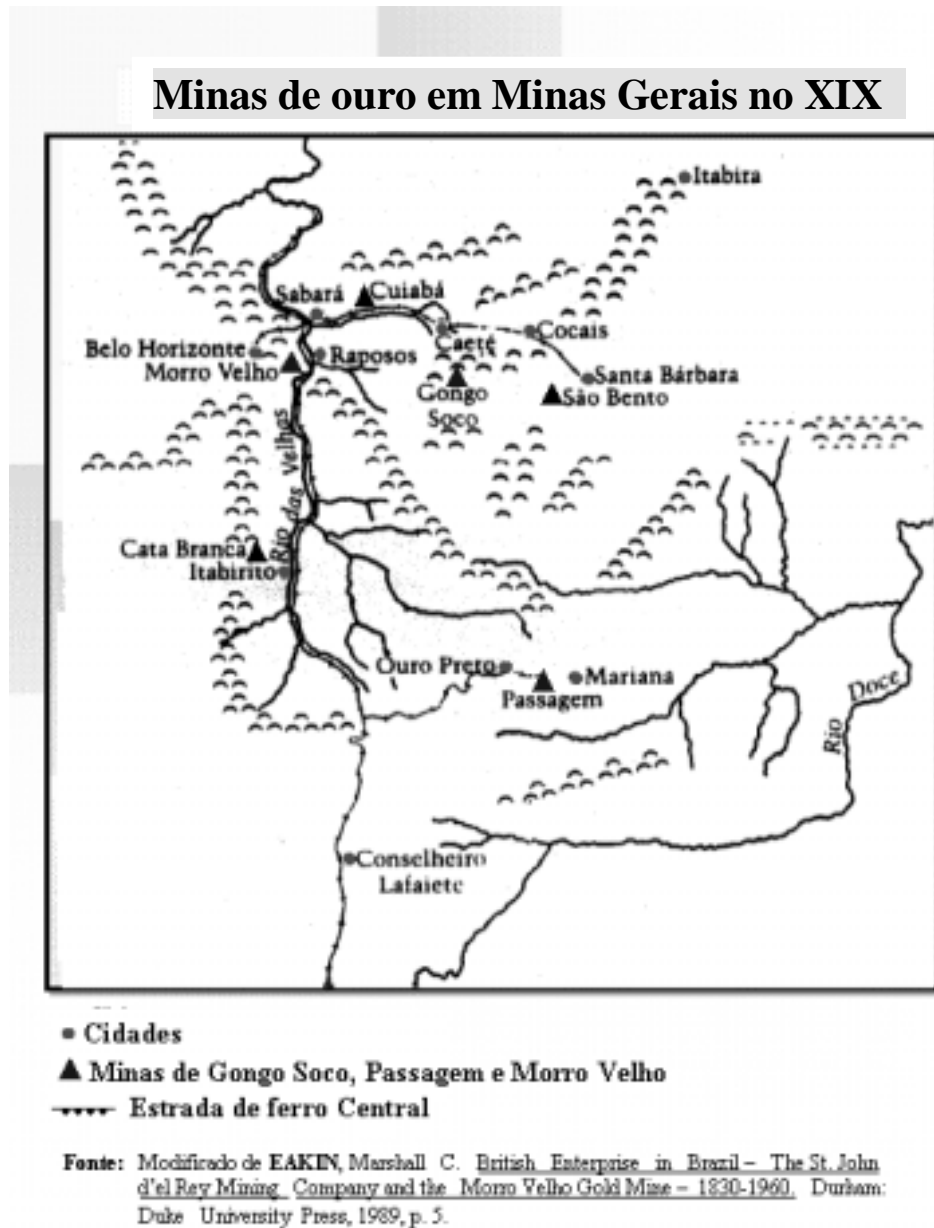 Minas de ouro em Minas Gerais no XIX
Itabira
Sabará
Cuiabá
Caeté
Cocais
Belo Horizonte
Morro Velho
Raposos
Gongo
Soco
Santa Bárbara
São Bento
Rio das Velhas
Cata Branca
Itabirito
Ouro Preto
Mariana
Passagem
Rio Doce
Conselheiro
Lafaiete
Cidades
Minas de Gongo Soco, Passagem e Morro Velho
Estrada de ferro Central
Fonte: Modificado de EAKIN, Marshall C. British Enterprise in Brazil – The St. John
d'el Rey Mining Company and the Morro Velho Gold Mine – 1830-1960. Durham:
Duke University Press, 1989, p. 5.